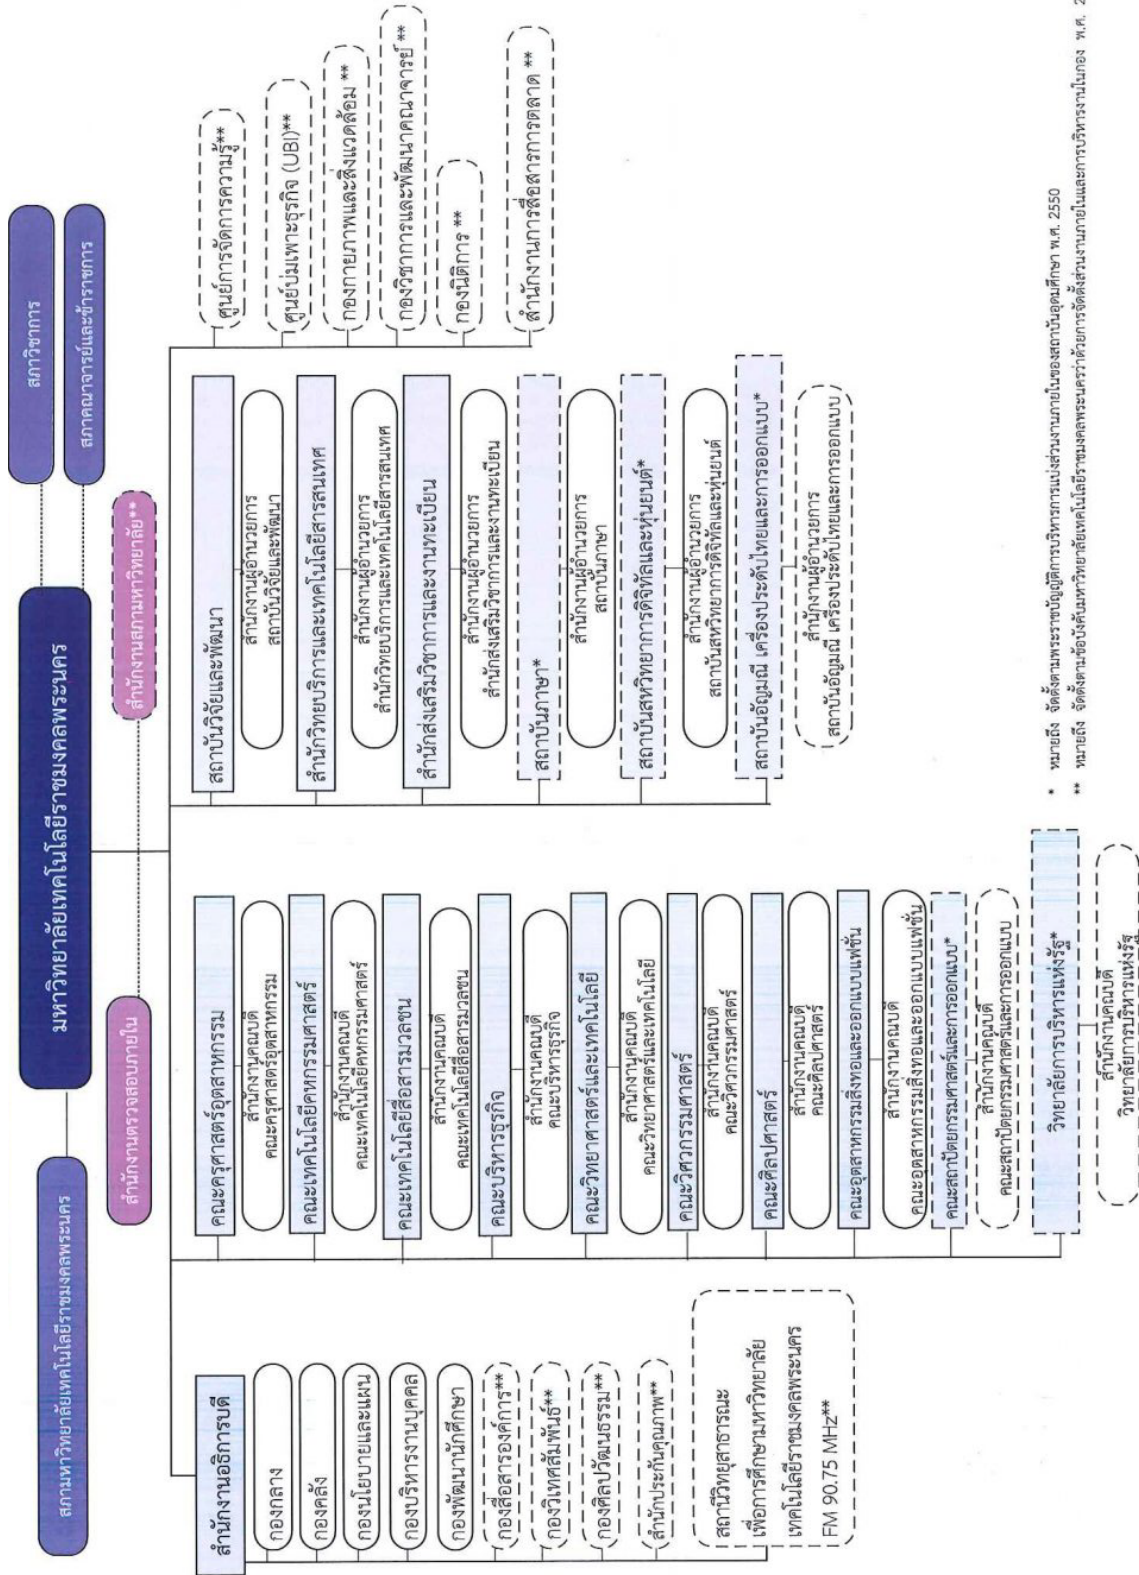 สภาวิชาการ
สภาคณาจารย์และข้าราชการ
มหาวิทยาลัยเทคโนโลยีราชมงคลพระนคร
สภามหาวิทยาลัยเทคโนโลยีราชมงคลพระนคร
สำนักงานสภามหาวิทยาลัย**
สำนักงานตรวจสอบภายใน
สำนักงานอธิการบดี
กองกลาง
กองคลัง
กองนโยบายและแผน
กองบริหารงานบุคคล
กองพัฒนานักศึกษา
กองสื่อสารองค์การ**
กองวิเทศสัมพันธ์**
กองศิลปวัฒนธรรม**
สำนักประกันคุณภาพ**
สถานีวิทยุสาธารณะ
เพื่อการศึกษามหาวิทยาลัย
เทคโนโลยีราชมงคลพระนคร
FM 90.75 MHz**
คณะครุศาสตร์อุตสาหกรรม
สำนักงานคณบดี
คณะครุศาสตร์อุตสาหกรรม
คณะเทคโนโลยีคหกรรมศาสตร์
สำนักงานคณบดี
คณะเทคโนโลยีคหกรรมศาสตร์
คณะเทคโนโลยีสื่อสารมวลชน
สำนักงานคณบดี
คณะเทคโนโลยีสื่อสารมวลชน
คณะบริหารธุรกิจ
สำนักงานคณบดี
คณะบริหารธุรกิจ
คณะวิทยาศาสตร์และเทคโนโลยี
สำนักงานคณบดี
คณะวิทยาศาสตร์และเทคโนโลยี
คณะวิศวกรรมศาสตร์
สำนักงานคณบดี
คณะวิศวกรรมศาสตร์
คณะศิลปศาสตร์
สำนักงานคณบดี
คณะศิลปศาสตร์
คณะอุตสาหกรรมสิ่งทอและออกแบบแฟชั่น
สำนักงานคณบดี
คณะอุตสาหกรรมสิ่งทอและออกแบบแฟชั่น
คณะสถาปัตยกรรมศาสตร์และการออกแบบ*
สำนักงานคณบดี
คณะสถาปัตยกรรมศาสตร์และการออกแบบ
วิทยาลัยการบริหารแห่งรัฐ*
สำนักงานคณบดี
วิทยาลัยการบริหารแห่งรัฐ
สถาบันวิจัยและพัฒนา
สำนักงานผู้อำนวยการ
สถาบันวิจัยและพัฒนา
สำนักวิทยบริการและเทคโนโลยีสารสนเทศ
สำนักงานผู้อำนวยการ
สำนักวิทยบริการและเทคโนโลยีสารสนเทศ
สำนักส่งเสริมวิชาการและงานทะเบียน
สำนักงานผู้อำนวยการ
สำนักส่งเสริมวิชาการและงานทะเบียน
สถาบันภาษา*
สำนักงานผู้อำนวยการ
สถาบันภาษา
สถาบันสหวิทยาการดิจิทัลและหุ่นยนต์*
สำนักงานผู้อำนวยการ
สถาบันสหวิทยาการดิจิทัลและหุ่นยนต์
สถาบันอัญมณี เครื่องประดับไทยและการออกแบบ*
สำนักงานผู้อำนวยการ
สถาบันอัญมณี เครื่องประดับไทยและการออกแบบ
ศูนย์การจัดการความรู้**
ศูนย์บ่มเพาะธุรกิจ (UBI)**
กองกายภาพและสิ่งแวดล้อม **
กองวิชาการและพัฒนาคณาจารย์ **
กองนิติการ **
สำนักงานการสื่อสารการตลาด **
* หมายถึง จัดตั้งตามพระราชบัญญัติการบริหารการแบ่งส่วนงานภายในของสถาบันอุดมศึกษา พ.ศ. 2550
** หมายถึง จัดตั้งตามข้อบังคับมหาวิทยาลัยเทคโนโลยีราชมงคลพระนครว่าด้วยการจัดตั้งส่วนงานภายในและการบริหารงานในกอง พ.ศ.